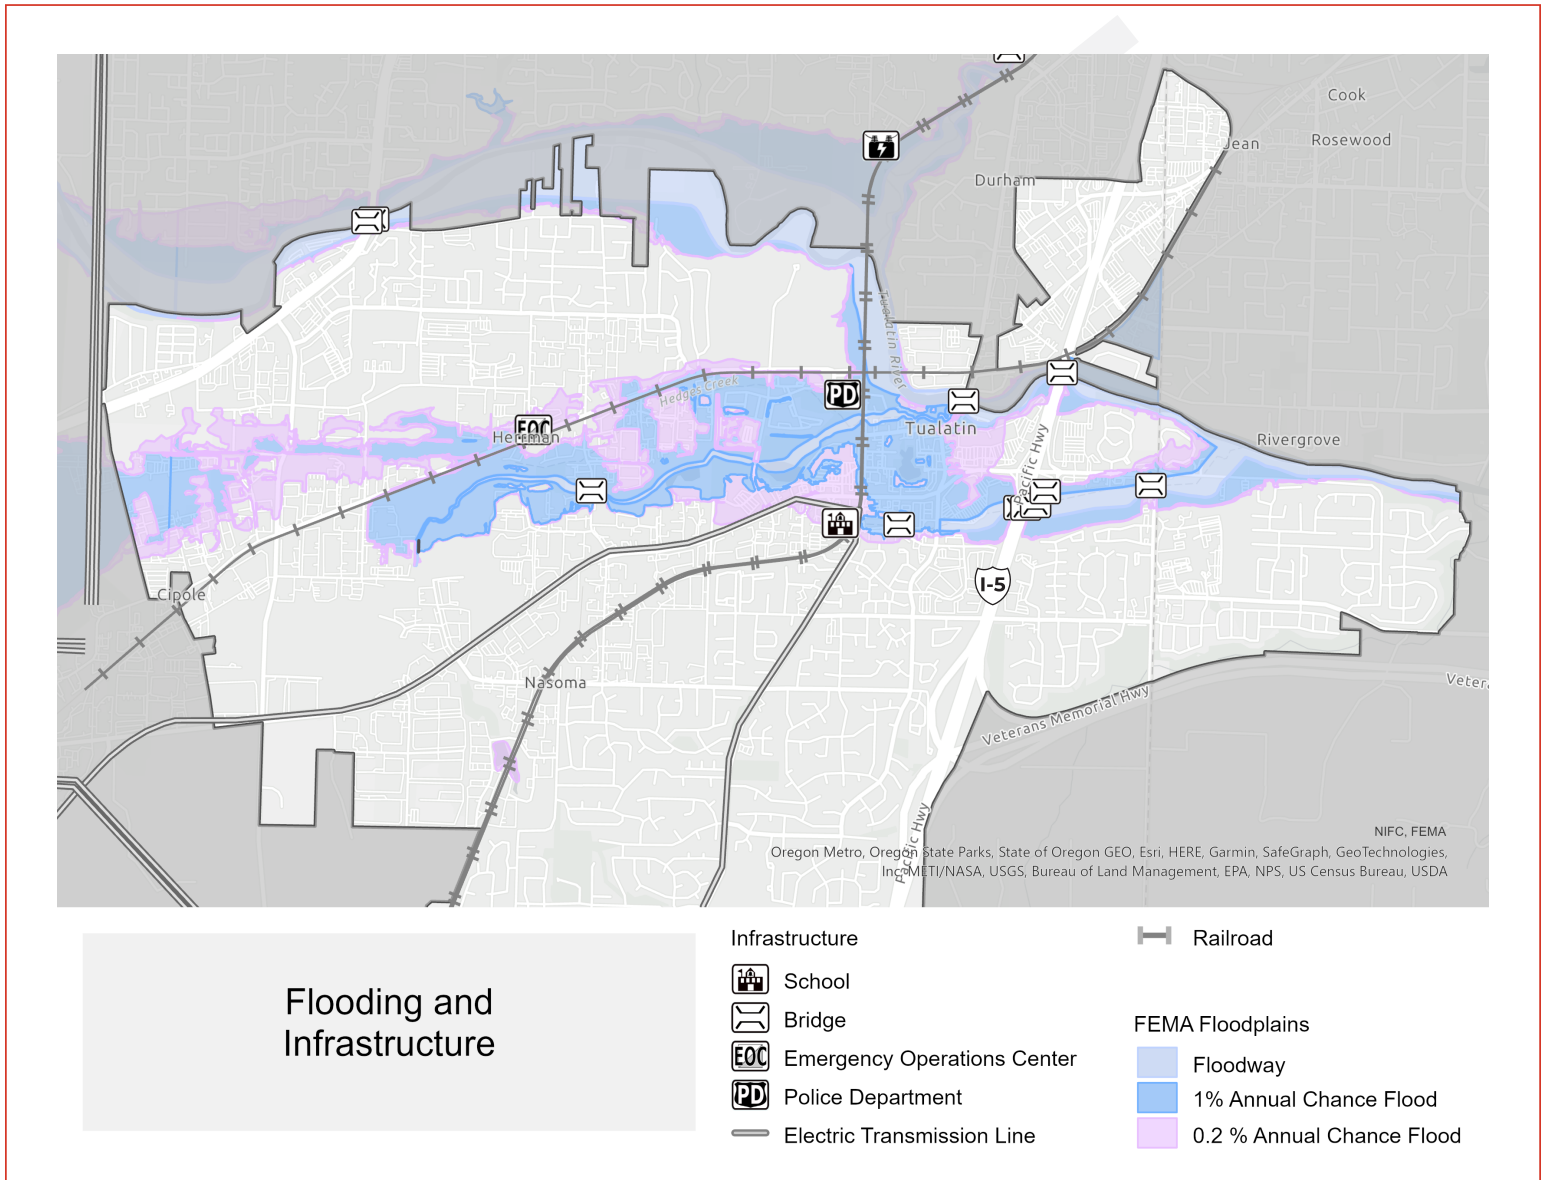 Cook
Rosewood
Jean
Durham
Tualatin River
Hedges Creek
PD
EOC
Herman
Tualatin
Pacific Hwy
Rivergrove
I-5
Cipole
Nasoma
Veterans Memorial Hwy
Veter
Pacific Hwy
NIFC, FEMA
Oregon Metro, Oregon State Parks, State of Oregon GEO, Esri, HERE, Garmin, SafeGraph, GeoTechnologies,
Inc, METI/NASA, USGS, Bureau of Land Management, EPA, NPS, US Census Bureau, USDA
Flooding and
Infrastructure
Infrastructure
School
Bridge
EOC Emergency Operations Center
PD Police Department
Electric Transmission Line
Railroad
FEMA Floodplains
Floodway
1% Annual Chance Flood
0.2 % Annual Chance Flood